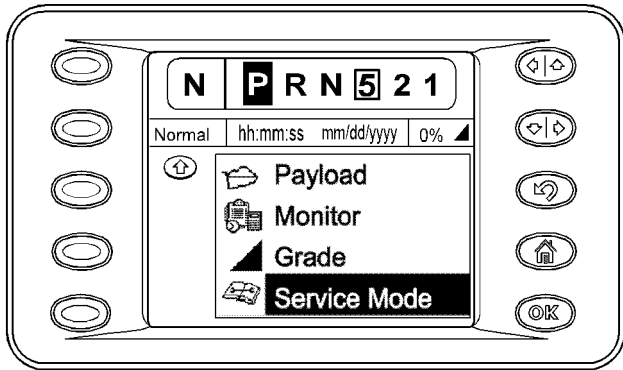 N P R N 5 2 1
Normal hh:mm:ss mm/dd/yyyy 0%
Payload
Monitor
Grade
Service Mode
OK